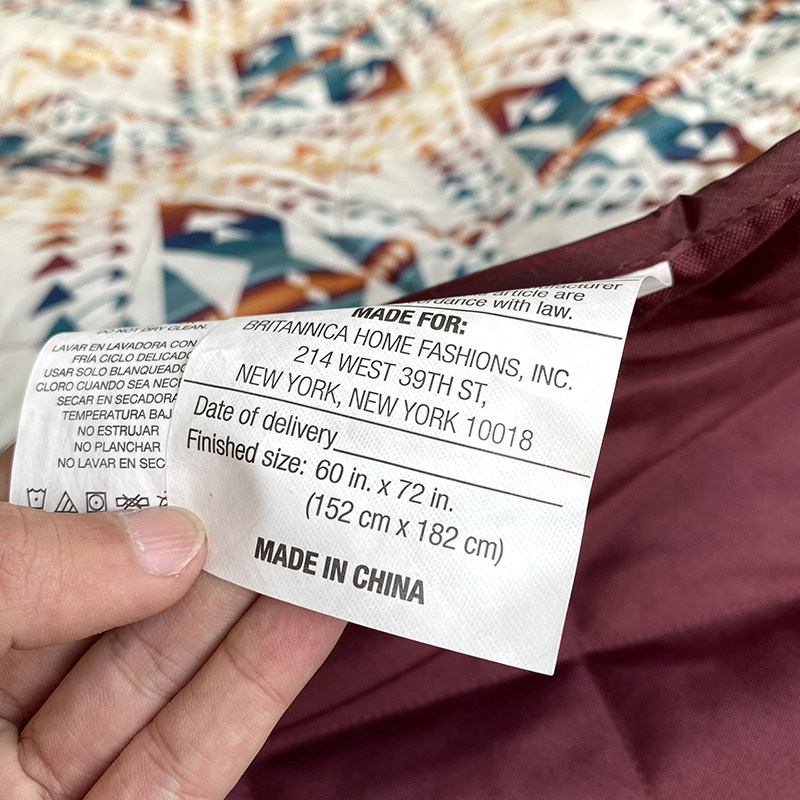 DO NOT DRY CLEAN.
LAVAR EN LAVADORA CON
FRÍA CICLO DELICADO
USAR SOLO BLANQUEADO
CLORO CUANDO SEA NECE
SECAR EN SECADORA
TEMPERATURA BAJ
NO ESTRUJAR
NO PLANCHAR
NO LAVAR EN SEC
article are
with law.
MADE FOR:
BRITANNICA HOME FASHIONS, INC.
214 WEST 39TH ST,
NEW YORK, NEW YORK 10018
Date of delivery
Finished size: 60 in. x 72 in.
(152 cm x 182 cm)
MADE IN CHINA